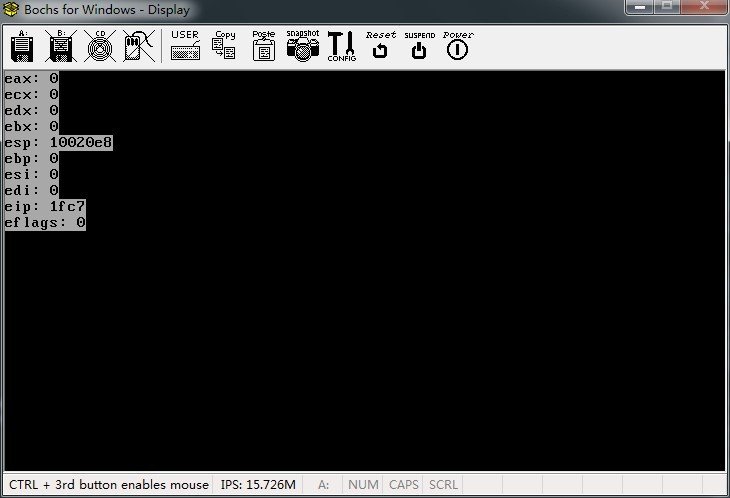 Bochs for Windows - Display
A: B: CD USER Copy Paste snapshot CONFIG Reset SUSPEND Power
eax: 0
ecx: 0
edx: 0
ebx: 0
esp: 10020e8
ebp: 0
esi: 0
edi: 0
eip: 1fc7
eflags: 0
CTRL + 3rd button enables mouse IPS: 15.726M A: NUM CAPS SCRL